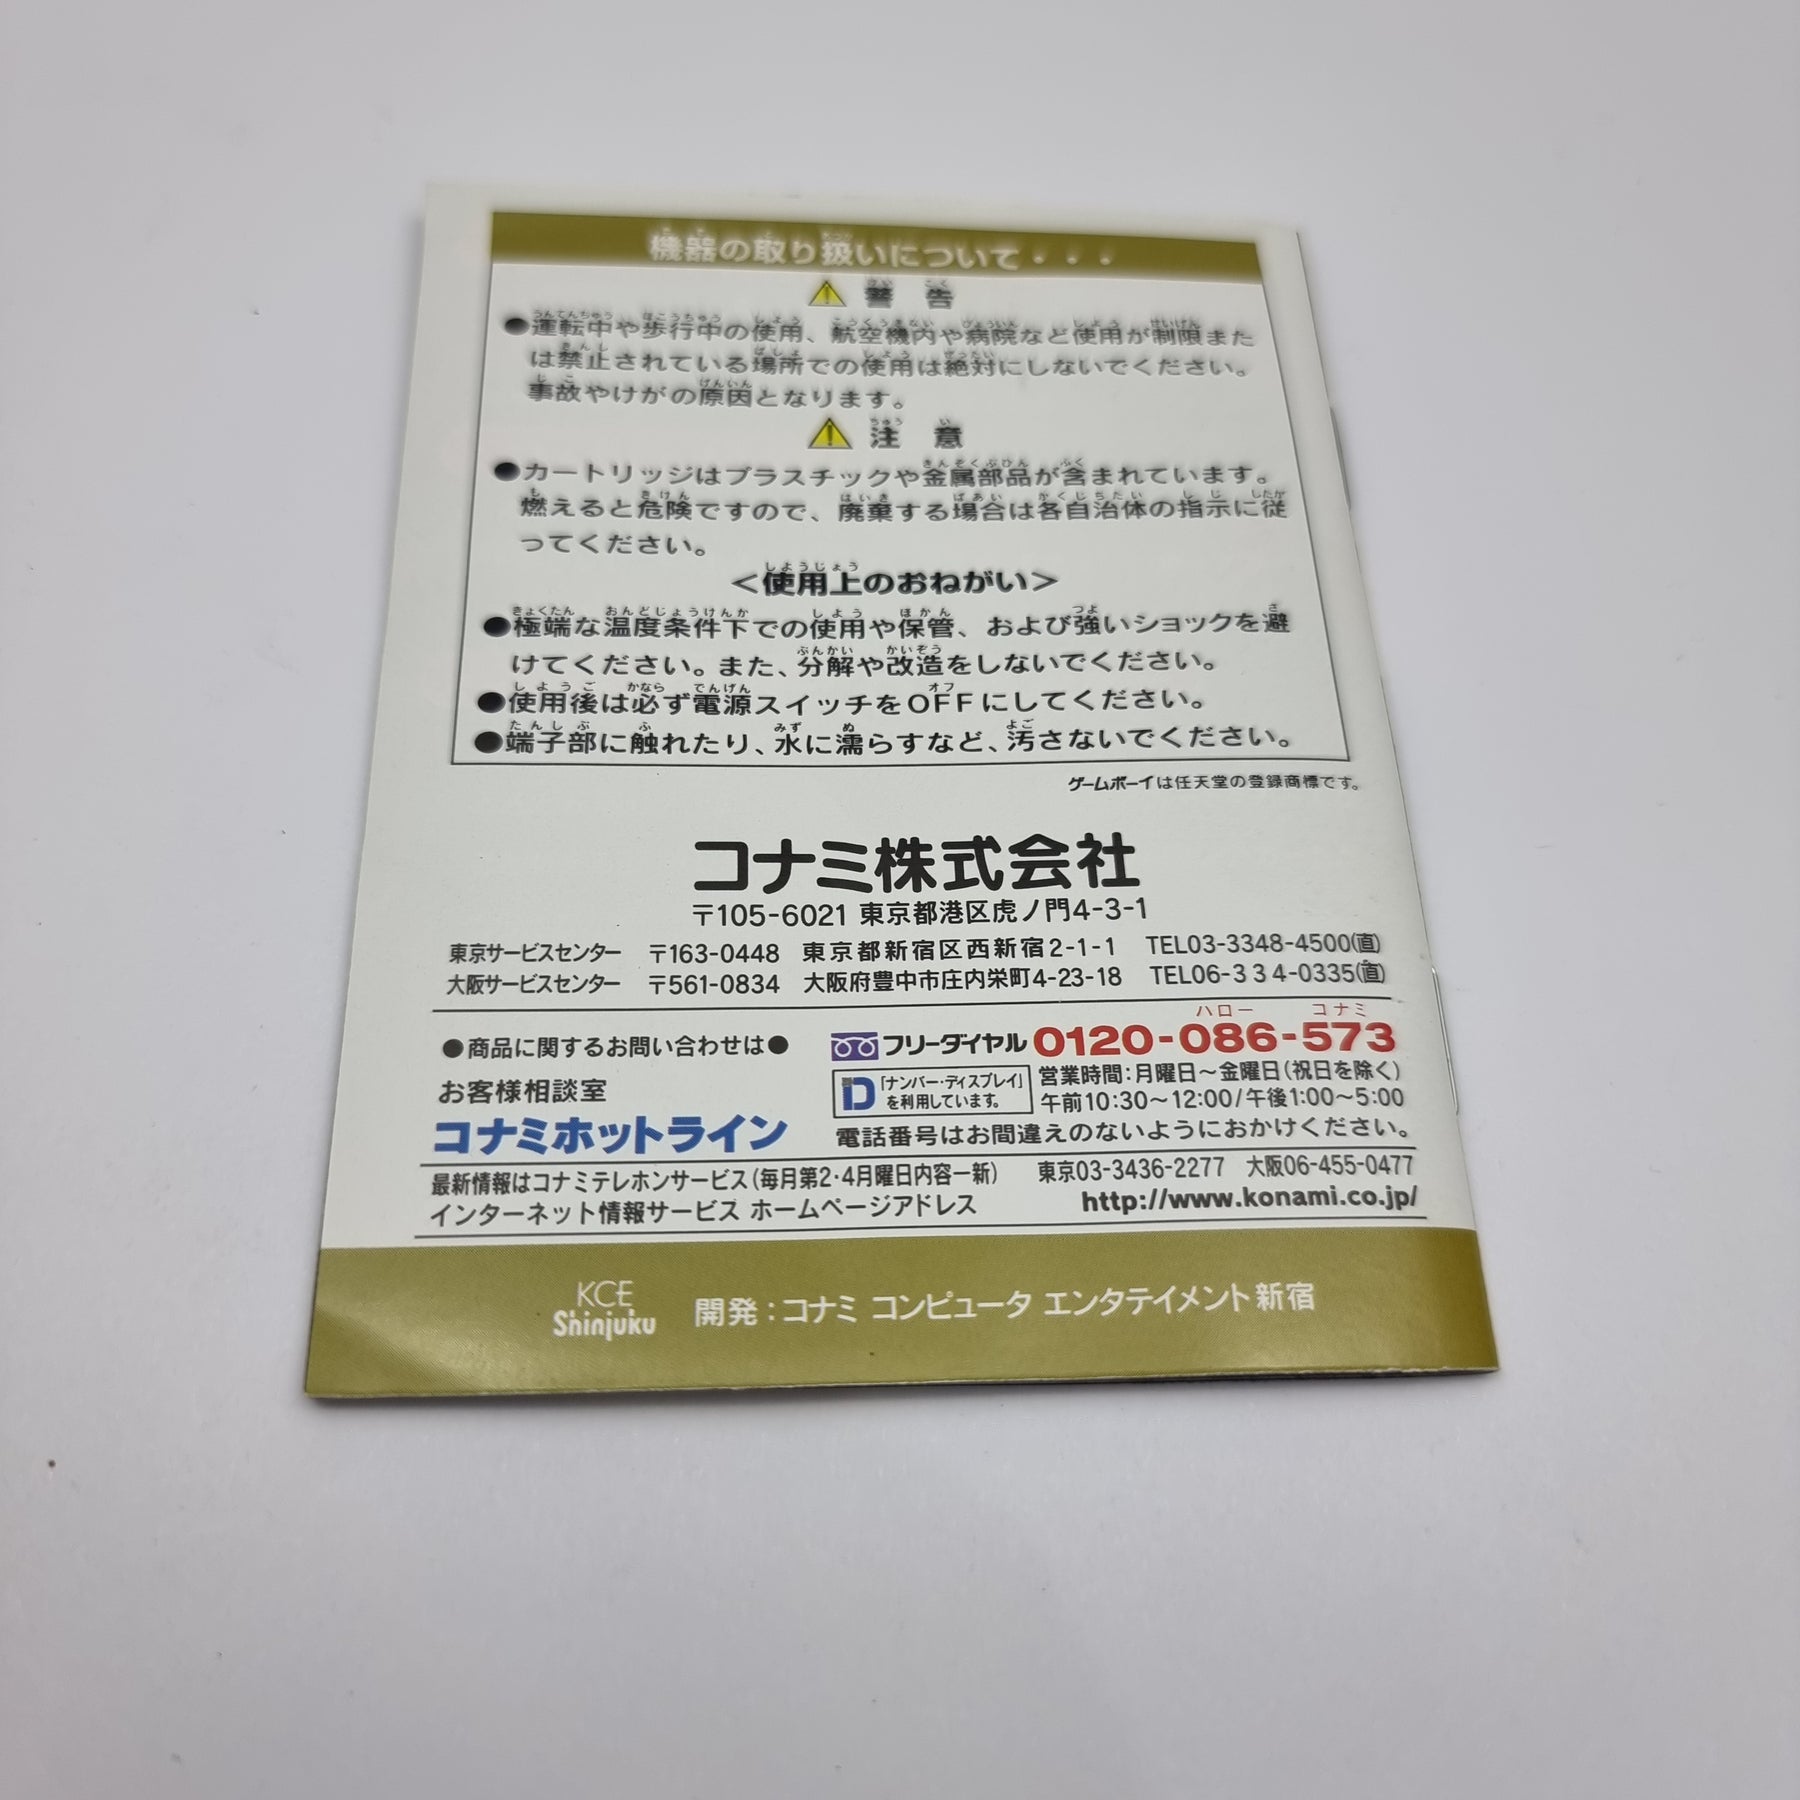 機器の取り扱いについて・・・
⚠ 警告
●運転中や歩行中の使用、航空機内や病院など使用が制限また
は禁止されている場所での使用は絶対にしないでください。
事故やけがの原因となります。
⚠ 注意
●カートリッジはプラスチックや金属部品が含まれています。
燃えると危険ですので、廃棄する場合は各自治体の指示に従
ってください。
<使用上のおねがい>
●極端な温度条件下での使用や保管、および強いショックを避
けてください。また、分解や改造をしないでください。
●使用後は必ず電源スイッチをOFFにしてください。
●端子部に触れたり、水に濡らすなど、汚さないでください。
ゲームボーイは任天堂の登録商標です。
コナミ株式会社
〒105-6021 東京都港区虎ノ門4-3-1
東京サービスセンター 〒163-0448 東京都新宿区西新宿2-1-1 TEL03-3348-4500(直)
大阪サービスセンター 〒561-0834 大阪府豊中市庄内栄町4-23-18 TEL06-334-0335(直)
ハロー コナミ
●商品に関するお問い合わせは● フリーダイヤル 0120-086-573
お客様相談室
コナミホットライン
D 「ナンバー・ディスプレイ」
を利用しています。
営業時間:月曜日～金曜日(祝日を除く)
午前10:30～12:00/午後1:00～5:00
電話番号はお間違えのないようにおかけください。
最新情報はコナミテレホンサービス(毎月第2・4月曜日内容一新) 東京03-3436-2277 大阪06-455-0477
インターネット情報サービス ホームページアドレス http://www.konami.co.jp/
KCE
Shinjuku
開発:コナミ コンピュータ エンタテイメント新宿